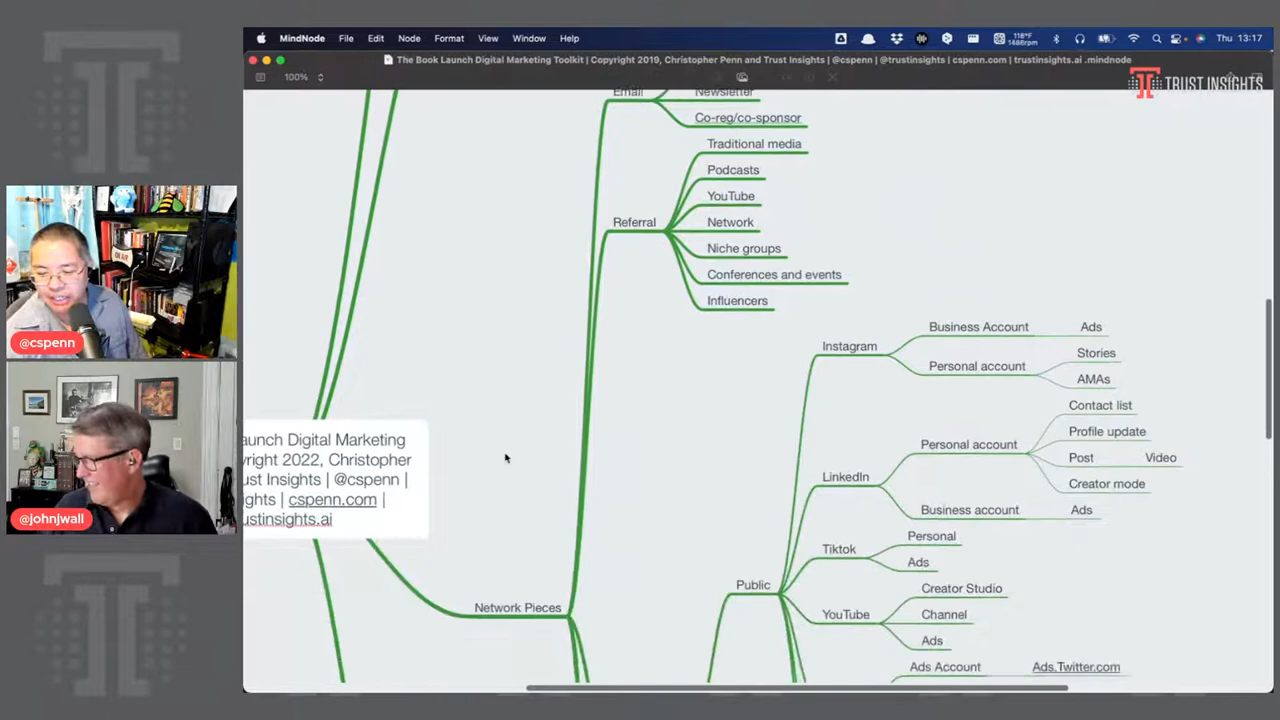 MindNode File Edit Node Format View Window Help
118°F
1486rpm
Thu 13:17
The Book Launch Digital Marketing Toolkit | Copyright 2019, Christopher Penn and Trust Insights | @cspenn | @trustinsights | cspenn.com | trustinsights.ai .mindnode
100%
TRUST INSIGHTS
Email
Newsletter
Co-reg/co-sponsor
Traditional media
Podcasts
YouTube
Referral
Network
Niche groups
Conferences and events
Influencers
Instagram
Business Account
Ads
Personal account
Stories
AMAs
LinkedIn
Personal account
Contact list
Profile update
Post
Video
Creator mode
Business account
Ads
Tiktok
Personal
Ads
Public
YouTube
Creator Studio
Channel
Ads
Ads Account
Ads.Twitter.com
Network Pieces
aunch Digital Marketing
yright 2022, Christopher
ust Insights | @cspenn |
ights | cspenn.com |
ustinsights.ai
@cspenn
@johnjwall